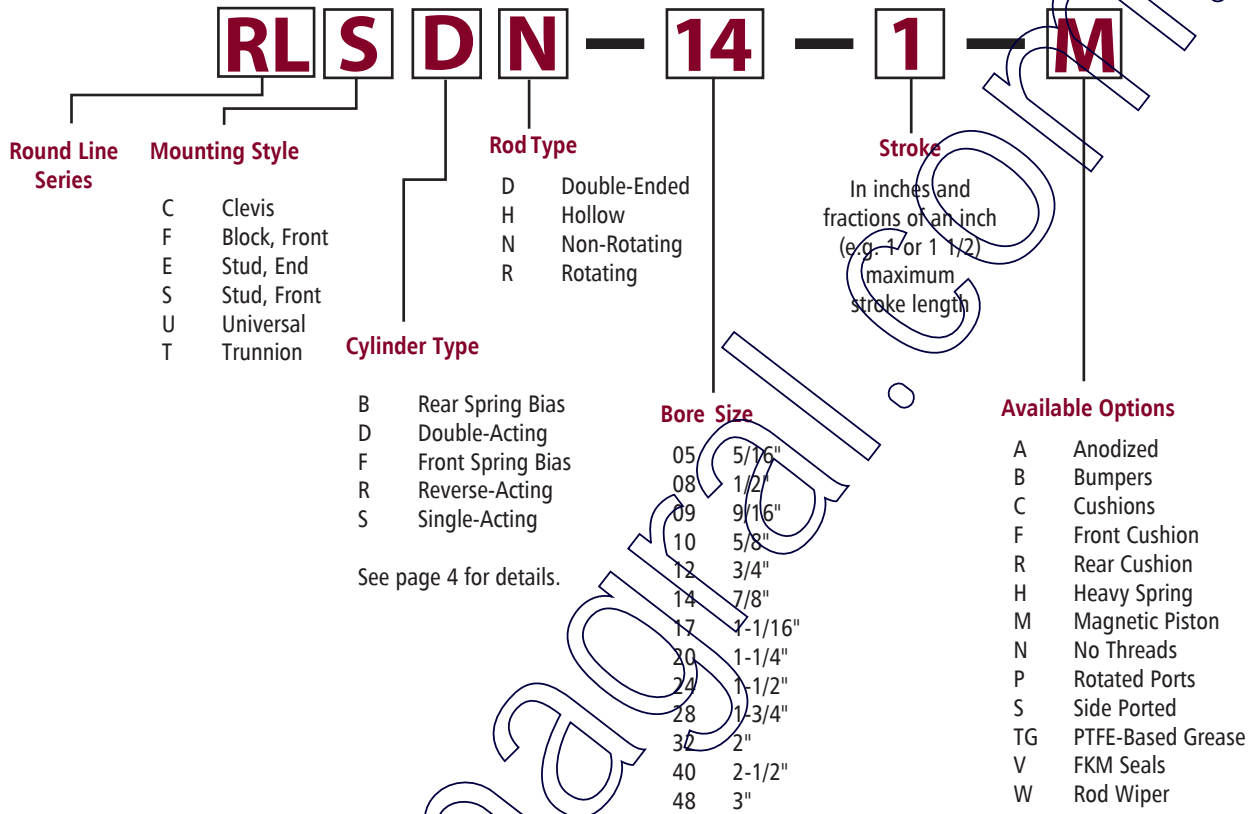 RL S D N – 14 – 1 – M
Round Line
Series
Mounting Style
C Clevis
F Block, Front
E Stud, End
S Stud, Front
U Universal
T Trunnion
Cylinder Type
B Rear Spring Bias
D Double-Acting
F Front Spring Bias
R Reverse-Acting
S Single-Acting
See page 4 for details.
Rod Type
D Double-Ended
H Hollow
N Non-Rotating
R Rotating
Bore Size
05 5/16"
08 1/2"
09 9/16"
10 5/8"
12 3/4"
14 7/8"
17 1-1/16"
20 1-1/4"
24 1-1/2"
28 1-3/4"
32 2"
40 2-1/2"
48 3"
Stroke
In inches and
fractions of an inch
(e.g. 1 or 1 1/2)
maximum
stroke length
Available Options
A Anodized
B Bumpers
C Cushions
F Front Cushion
R Rear Cushion
H Heavy Spring
M Magnetic Piston
N No Threads
P Rotated Ports
S Side Ported
TG PTFE-Based Grease
V FKM Seals
W Rod Wiper